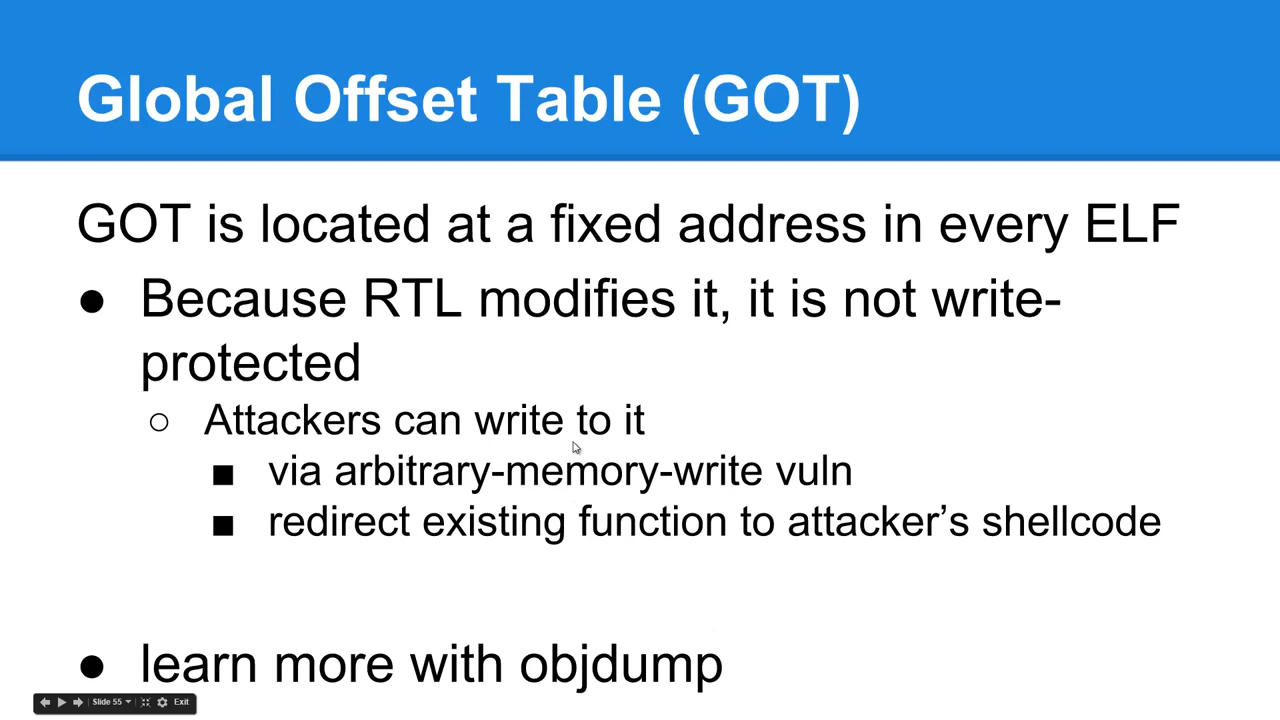 Global Offset Table (GOT)
GOT is located at a fixed address in every ELF
● Because RTL modifies it, it is not write-
protected
○ Attackers can write to it
■ via arbitrary-memory-write vuln
■ redirect existing function to attacker’s shellcode
● learn more with objdump
Slide 55 Exit